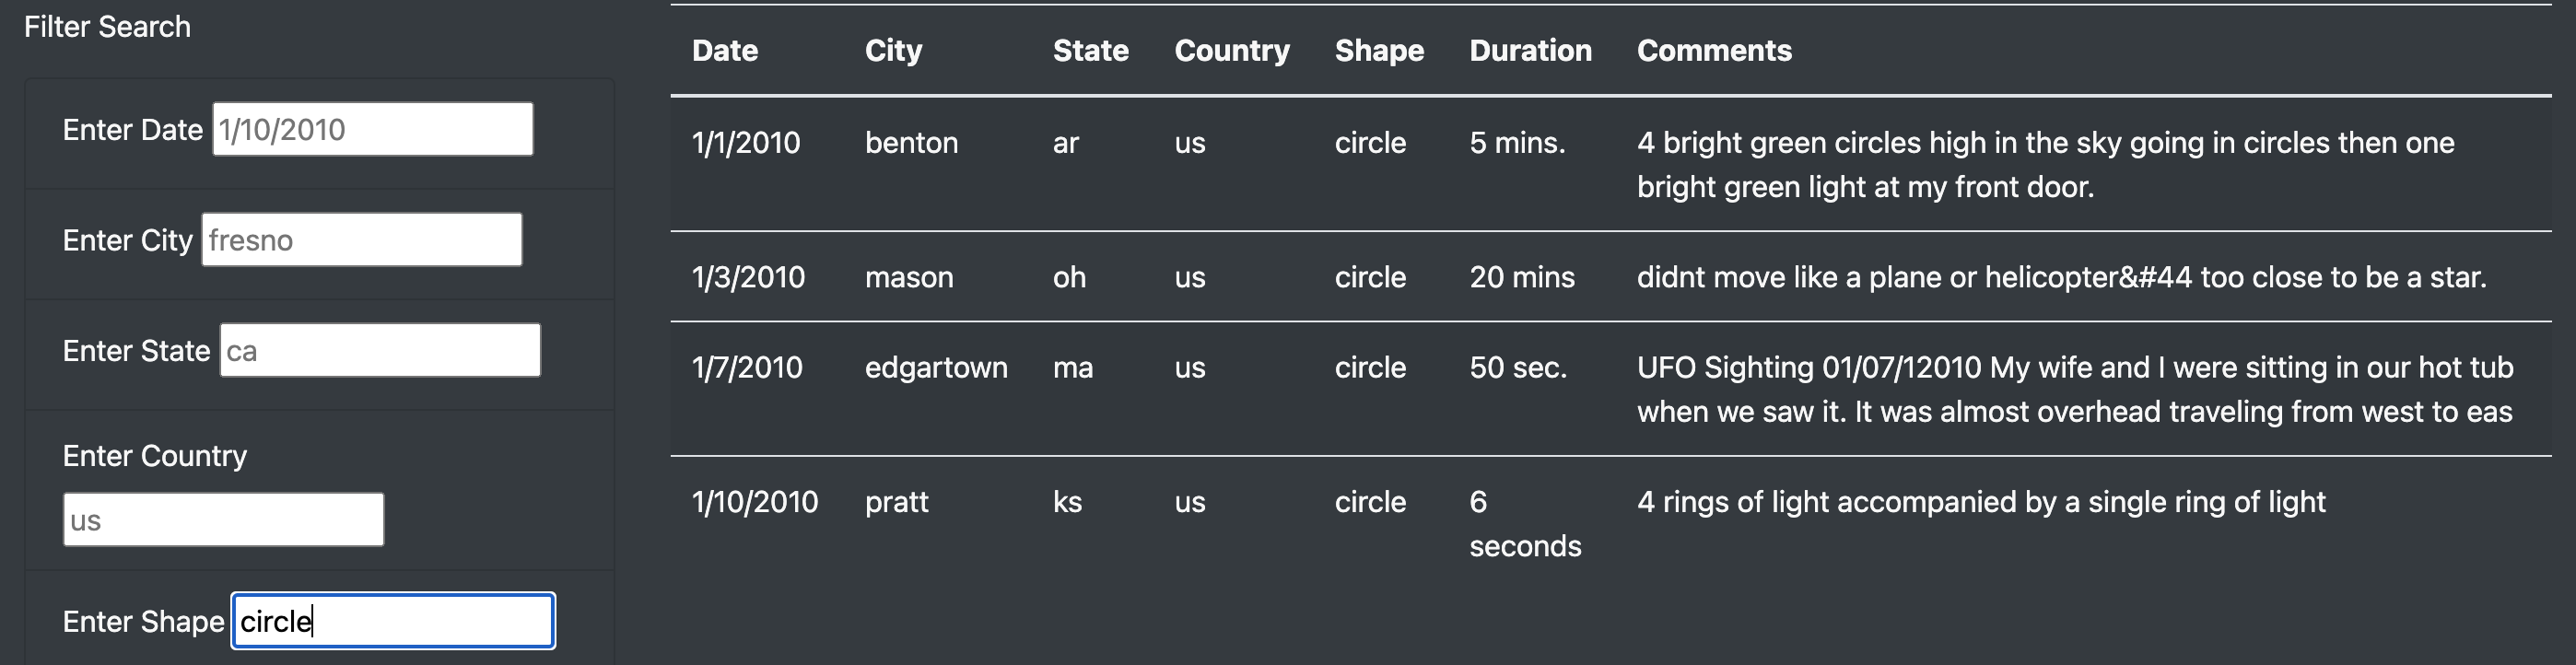 Filter Search
Enter Date 1/10/2010
Enter City fresno
Enter State ca
Enter Country
us
Enter Shape circle
Date City State Country Shape Duration Comments
1/1/2010 benton ar us circle 5 mins. 4 bright green circles high in the sky going in circles then one
bright green light at my front door.
1/3/2010 mason oh us circle 20 mins didnt move like a plane or helicopter&#44 too close to be a star.
1/7/2010 edgartown ma us circle 50 sec. UFO Sighting 01/07/12010 My wife and I were sitting in our hot tub
when we saw it. It was almost overhead traveling from west to eas
1/10/2010 pratt ks us circle 6 4 rings of light accompanied by a single ring of light
seconds